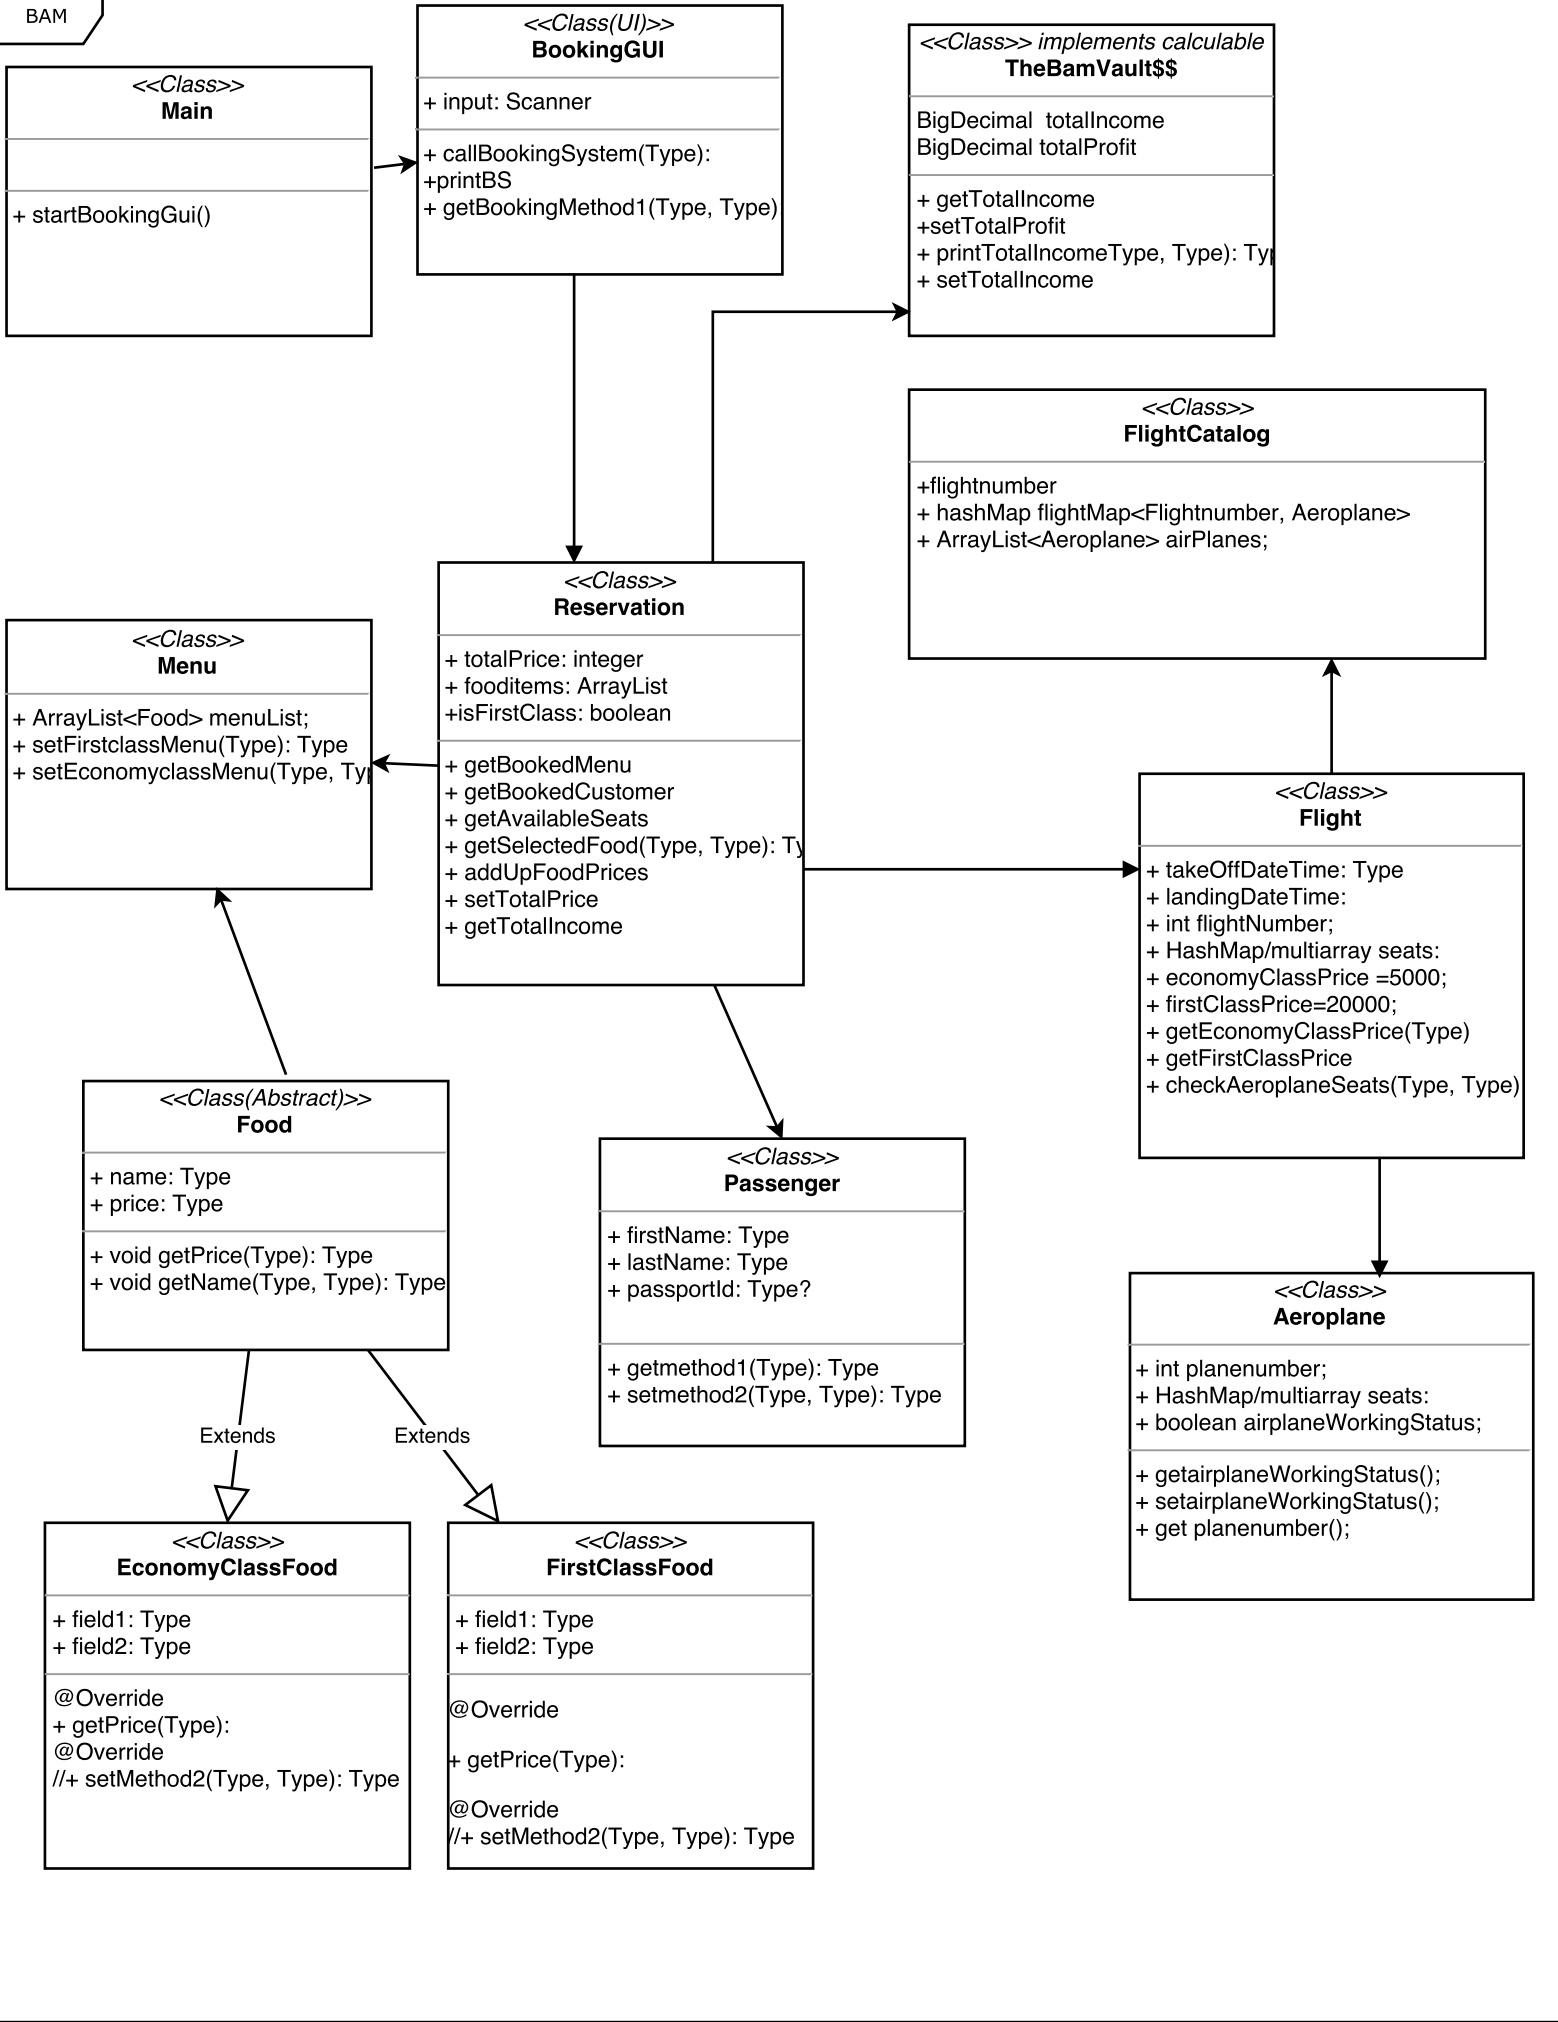 BAM
<<Class>>
Main
+ startBookingGui()
<<Class(UI)>>
BookingGUI
+ input: Scanner
+ callBookingSystem(Type):
+printBS
+ getBookingMethod1(Type, Type)
<<Class>> implements calculable
TheBamVault$$
BigDecimal  totalIncome
BigDecimal totalProfit
+ getTotalIncome
+setTotalProfit
+ printTotalIncomeType, Type): Typ
+ setTotalIncome
<<Class>>
FlightCatalog
+flightnumber
+ hashMap flightMap<Flightnumber, Aeroplane>
+ ArrayList<Aeroplane> airPlanes;
<<Class>>
Reservation
+ totalPrice: integer
+ fooditems: ArrayList
+isFirstClass: boolean
+ getBookedMenu
+ getBookedCustomer
+ getAvailableSeats
+ getSelectedFood(Type, Type): Ty
+ addUpFoodPrices
+ setTotalPrice
+ getTotalIncome
<<Class>>
Menu
+ ArrayList<Food> menuList;
+ setFirstclassMenu(Type): Type
+ setEconomyclassMenu(Type, Typ
<<Class>>
Flight
+ takeOffDateTime: Type
+ landingDateTime:
+ int flightNumber;
+ HashMap/multiarray seats:
+ economyClassPrice =5000;
+ firstClassPrice=20000;
+ getEconomyClassPrice(Type)
+ getFirstClassPrice
+ checkAeroplaneSeats(Type, Type)
<<Class(Abstract)>>
Food
+ name: Type
+ price: Type
+ void getPrice(Type): Type
+ void getName(Type, Type): Type
<<Class>>
Passenger
+ firstName: Type
+ lastName: Type
+ passportId: Type?
+ getmethod1(Type): Type
+ setmethod2(Type, Type): Type
<<Class>>
Aeroplane
+ int planenumber;
+ HashMap/multiarray seats:
+ boolean airplaneWorkingStatus;
+ getairplaneWorkingStatus();
+ setairplaneWorkingStatus();
+ get planenumber();
Extends
Extends
<<Class>>
EconomyClassFood
+ field1: Type
+ field2: Type
@Override
+ getPrice(Type):
@Override
//+ setMethod2(Type, Type): Type
<<Class>>
FirstClassFood
+ field1: Type
+ field2: Type
@Override
+ getPrice(Type):
@Override
//+ setMethod2(Type, Type): Type